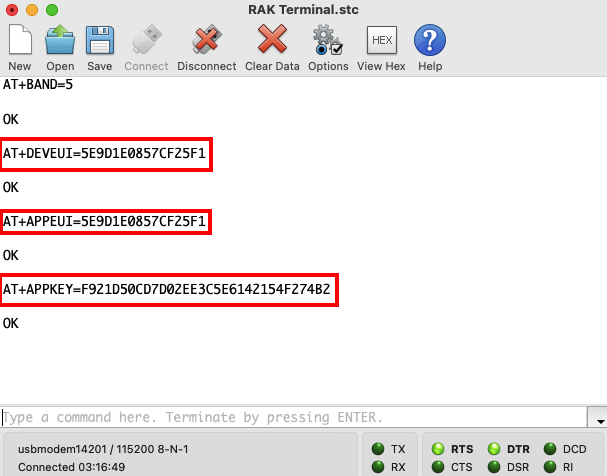 RAK Terminal.stc
New Open Save Connect Disconnect Clear Data Options View Hex Help
HEX
AT+BAND=5
OK
AT+DEVEUI=5E9D1E0857CF25F1
OK
AT+APPEUI=5E9D1E0857CF25F1
OK
AT+APPKEY=F921D50CD7D02EE3C5E6142154F274B2
OK
Type a command here. Terminate by pressing ENTER.
usbmodem14201 / 115200 8-N-1
Connected 03:16:49
TX RTS DTR DCD
RX CTS DSR RI